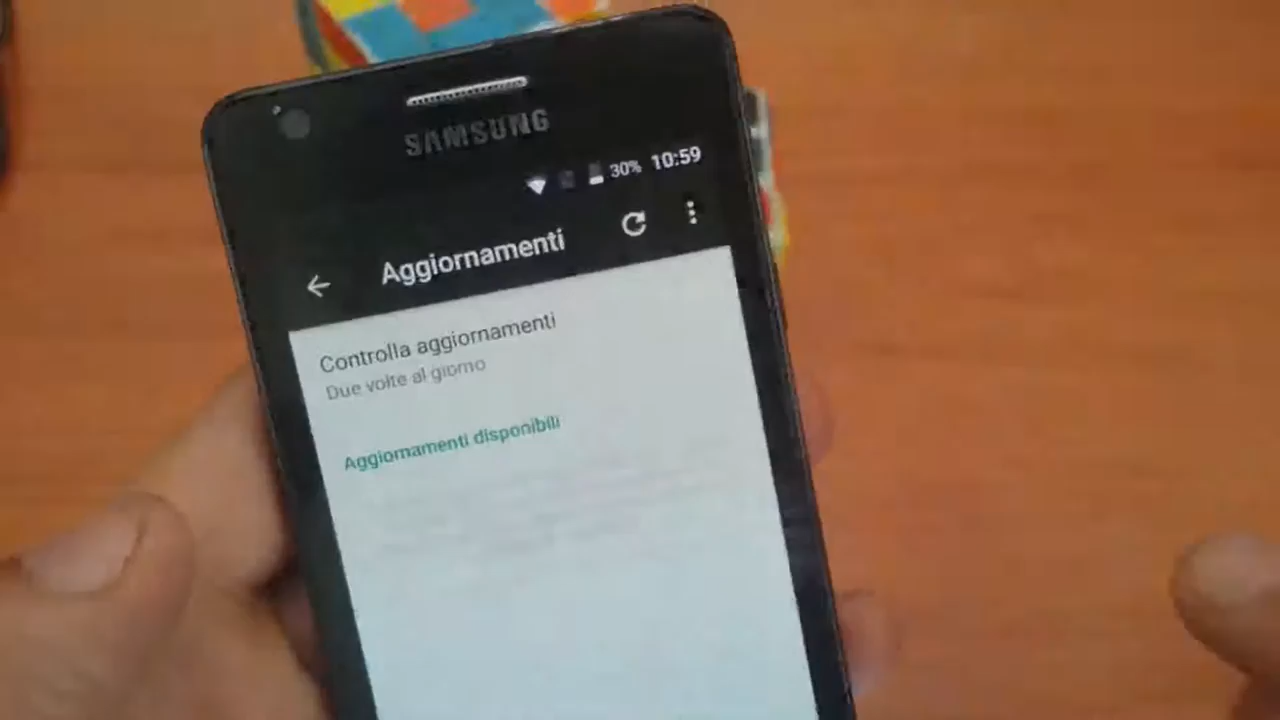 SAMSUNG
30% 10:59
Aggiornamenti
Controlla aggiornamenti
Due volte al giorno
Aggiornamenti disponibili